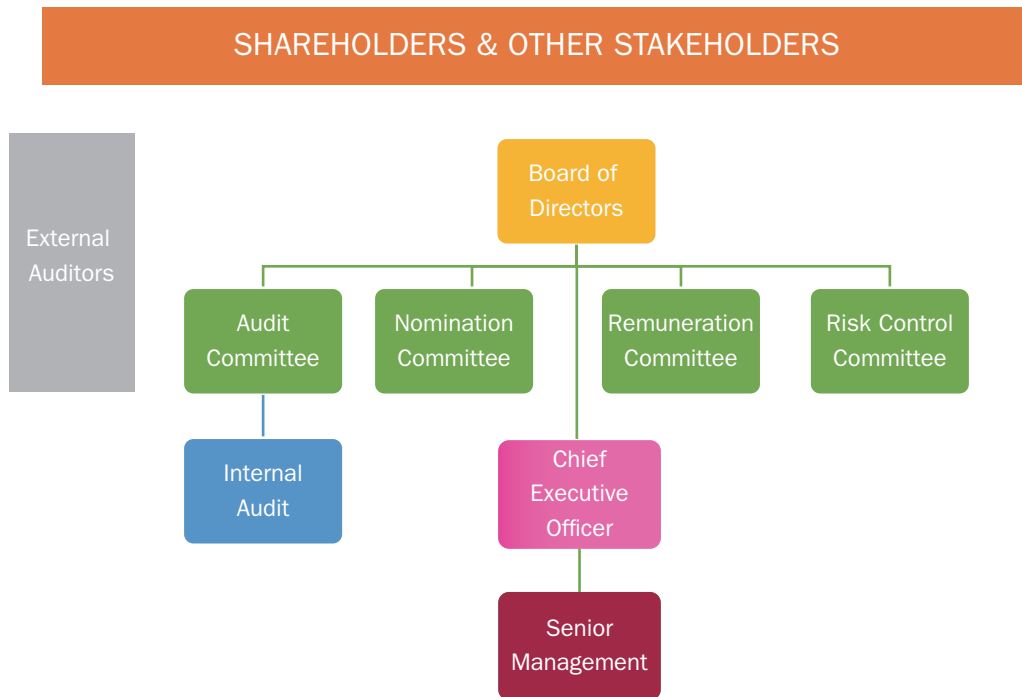 SHAREHOLDERS & OTHER STAKEHOLDERS
External
Auditors
Board of
Directors
Audit
Committee
Nomination
Committee
Remuneration
Committee
Risk Control
Committee
Internal
Audit
Chief
Executive
Officer
Senior
Management